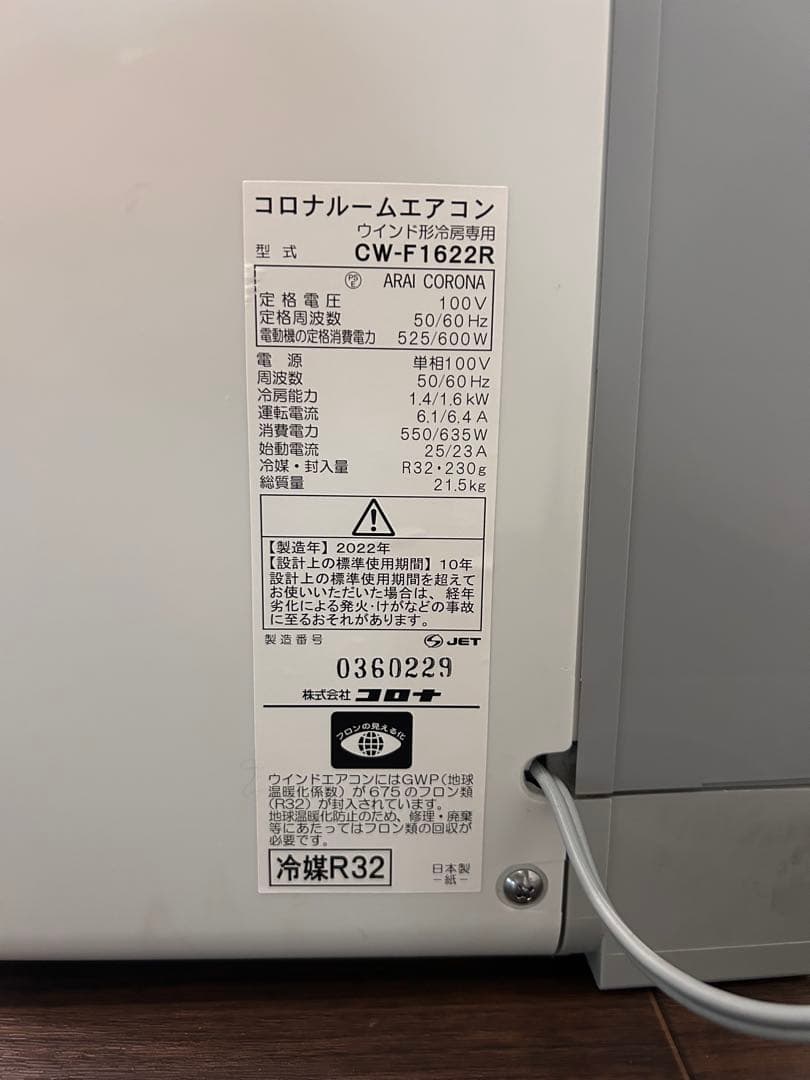 コロナルームエアコン
ウインド形冷房専用
型式 CW-F1622R
PS E ARAI CORONA
定格電圧 100V
定格周波数 50/60Hz
電動機の定格消費電力 525/600W
電源 単相100V
周波数 50/60Hz
冷房能力 1.4/1.6kW
運転電流 6.1/6.4A
消費電力 550/635W
始動電流 25/23A
冷媒・封入量 R32・230g
総質量 21.5kg
【製造年】2022年
【設計上の標準使用期間】10年
設計上の標準使用期間を超えて
お使いいただいた場合は、経年
劣化による発火・けがなどの事故
に至るおそれがあります。
製造番号 JET
0360229
株式会社 コロナ
フロンの見える化
ウインドエアコンにはGWP(地球
温暖化係数)が675のフロン類
(R32)が封入されています。
地球温暖化防止のため、修理・廃棄
等にあたってはフロン類の回収が
必要です。
冷媒R32
日本製
-紙-